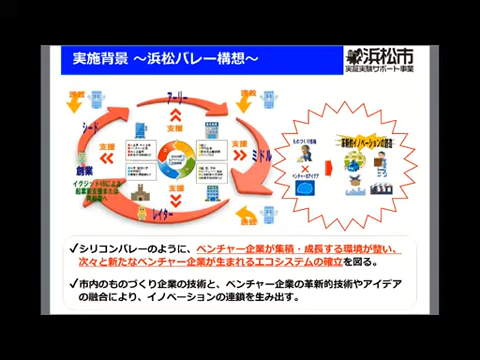 実施背景 ～浜松バレー構想～
浜松市
実証実験サポート事業
誘致
アーリー
誘致
シード
支援
支援
支援
ミドル
創業
支援
レイター
誘致
ものづくり技術
×
ベンチャーのアイデア
革新的イノベーションの創造
✓シリコンバレーのように、ベンチャー企業が集積・成長する環境が整い、
次々と新たなベンチャー企業が生まれるエコシステムの確立を図る。
✓市内のものづくり企業の技術と、ベンチャー企業の革新的技術やアイデア
の融合により、イノベーションの連鎖を生み出す。